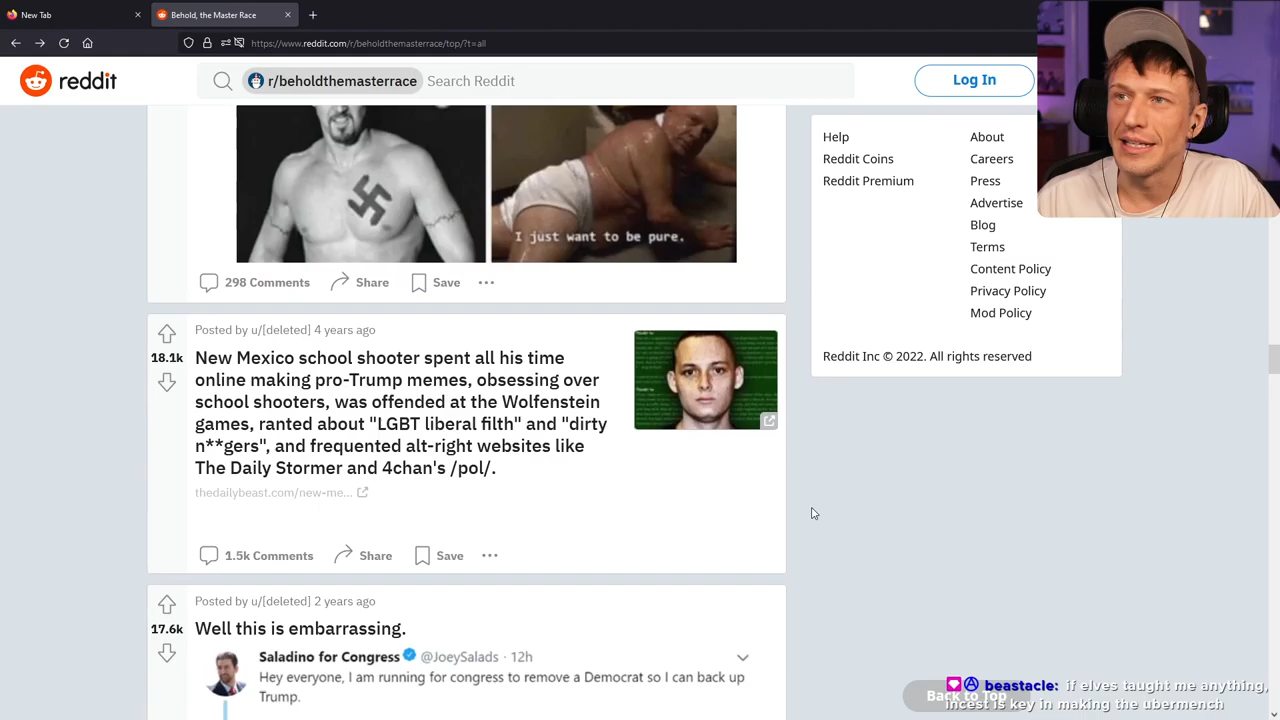 New Tab
Behold, the Master Race
https://www.reddit.com/r/beholdthemasterrace/top/?t=all
reddit
r/beholdthemasterrace
Search Reddit
Log In
I just want to be pure.
298 Comments
Share
Save
Help
About
Reddit Coins
Careers
Reddit Premium
Press
Advertise
Blog
Terms
Content Policy
Privacy Policy
Mod Policy
Reddit Inc © 2022. All rights reserved
Posted by u/[deleted] 4 years ago
18.1k
New Mexico school shooter spent all his time
online making pro-Trump memes, obsessing over
school shooters, was offended at the Wolfenstein
games, ranted about "LGBT liberal filth" and "dirty
n**gers", and frequented alt-right websites like
The Daily Stormer and 4chan's /pol/.
thedailybeast.com/new-me...
1.5k Comments
Share
Save
Posted by u/[deleted] 2 years ago
17.6k
Well this is embarrassing.
Saladino for Congress @JoeySalads · 12h
Hey everyone, I am running for congress to remove a Democrat so I can back up
Trump.
Back to Top
beastacle: if elves taught me anything,
incest is key in making the ubermench